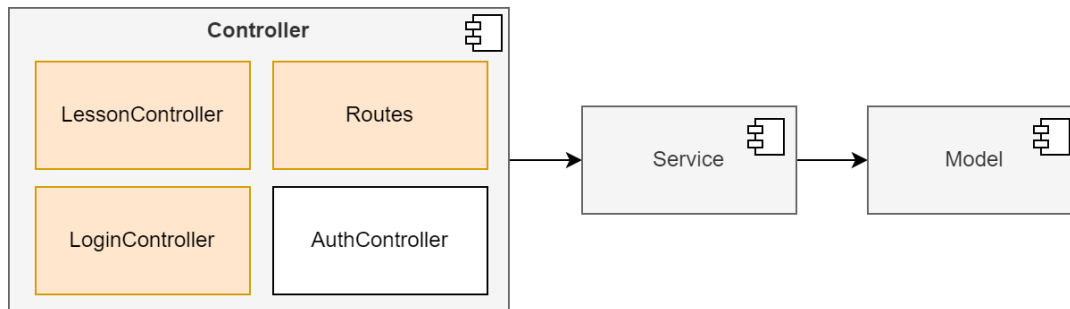 Controller
LessonController
Routes
LoginController
AuthController
Service
Model